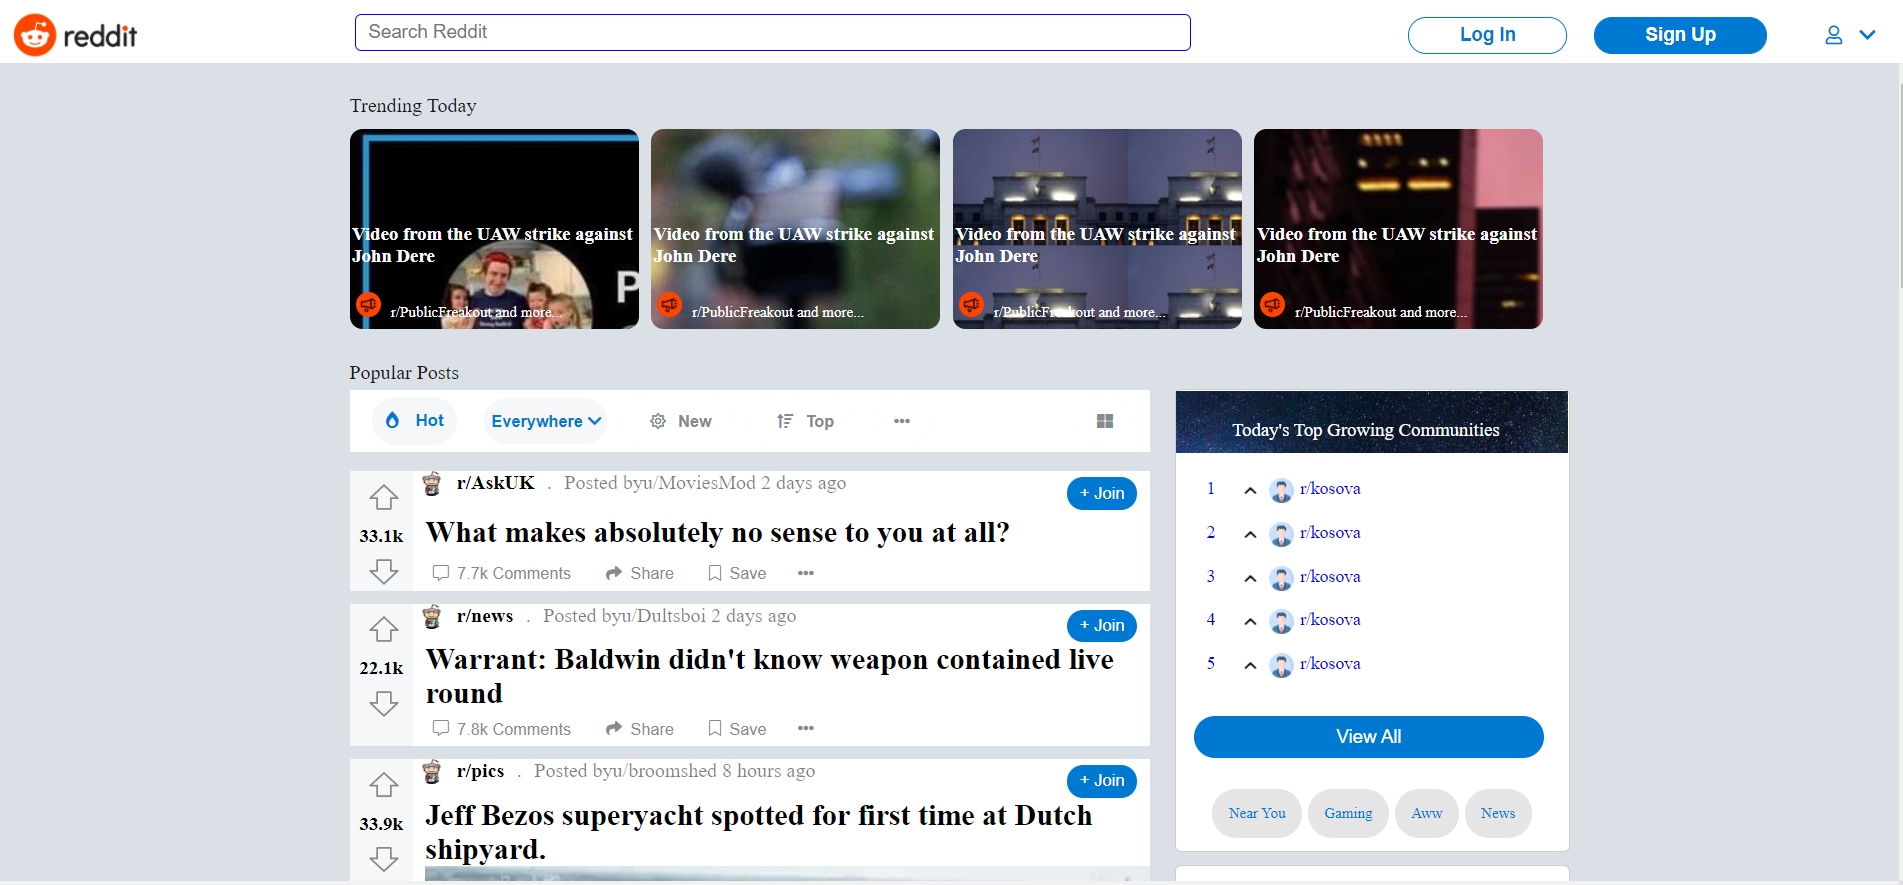 reddit
Search Reddit
Log In
Sign Up
Trending Today
Video from the UAW strike against
John Dere
r/PublicFreakout and more...
P
Video from the UAW strike against
John Dere
r/PublicFreakout and more...
Video from the UAW strike against
John Dere
r/PublicFreakout and more...
Video from the UAW strike against
John Dere
r/PublicFreakout and more...
Popular Posts
Hot
Everywhere
New
Top
r/AskUK . Posted byu/MoviesMod 2 days ago
+ Join
33.1k
What makes absolutely no sense to you at all?
7.7k Comments
Share
Save
r/news . Posted byu/Dultsboi 2 days ago
+ Join
22.1k
Warrant: Baldwin didn't know weapon contained live
round
7.8k Comments
Share
Save
r/pics . Posted byu/broomshed 8 hours ago
+ Join
33.9k
Jeff Bezos superyacht spotted for first time at Dutch
shipyard.
Today's Top Growing Communities
1 r/kosova
2 r/kosova
3 r/kosova
4 r/kosova
5 r/kosova
View All
Near You
Gaming
Aww
News